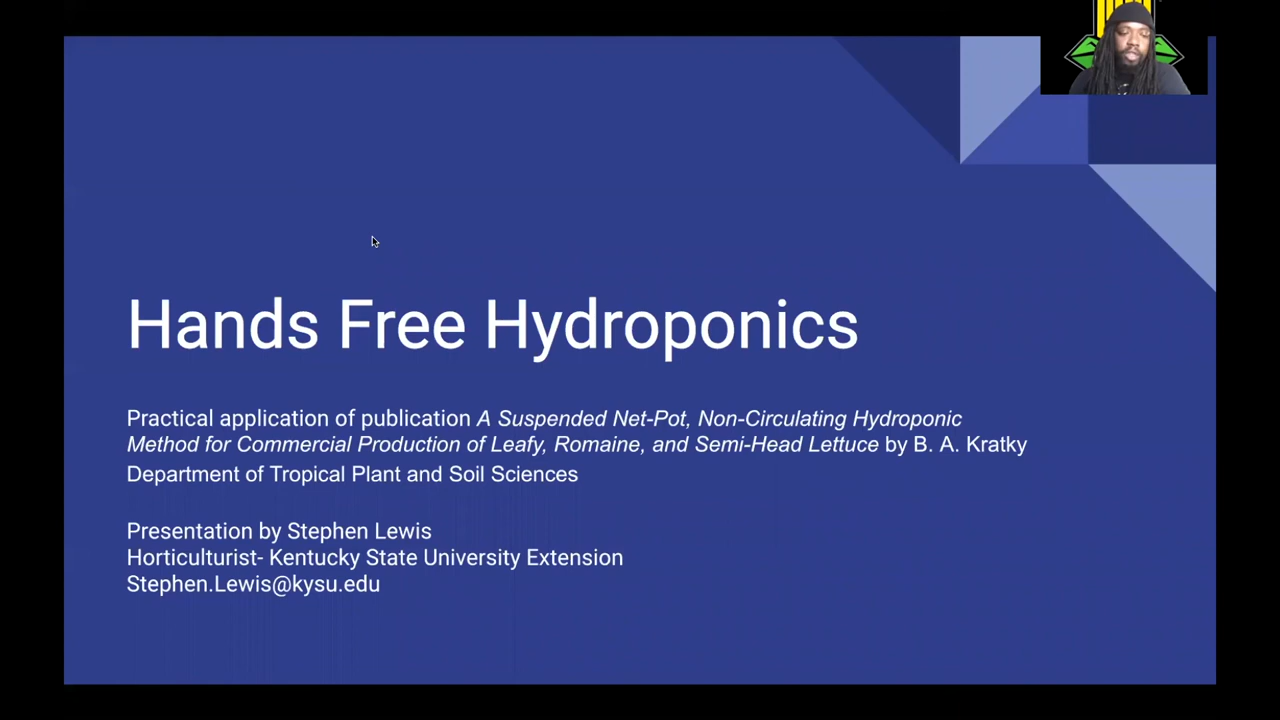 Hands Free Hydroponics
Practical application of publication A Suspended Net-Pot, Non-Circulating Hydroponic
Method for Commercial Production of Leafy, Romaine, and Semi-Head Lettuce by B. A. Kratky
Department of Tropical Plant and Soil Sciences
Presentation by Stephen Lewis
Horticulturist- Kentucky State University Extension
Stephen.Lewis@kysu.edu